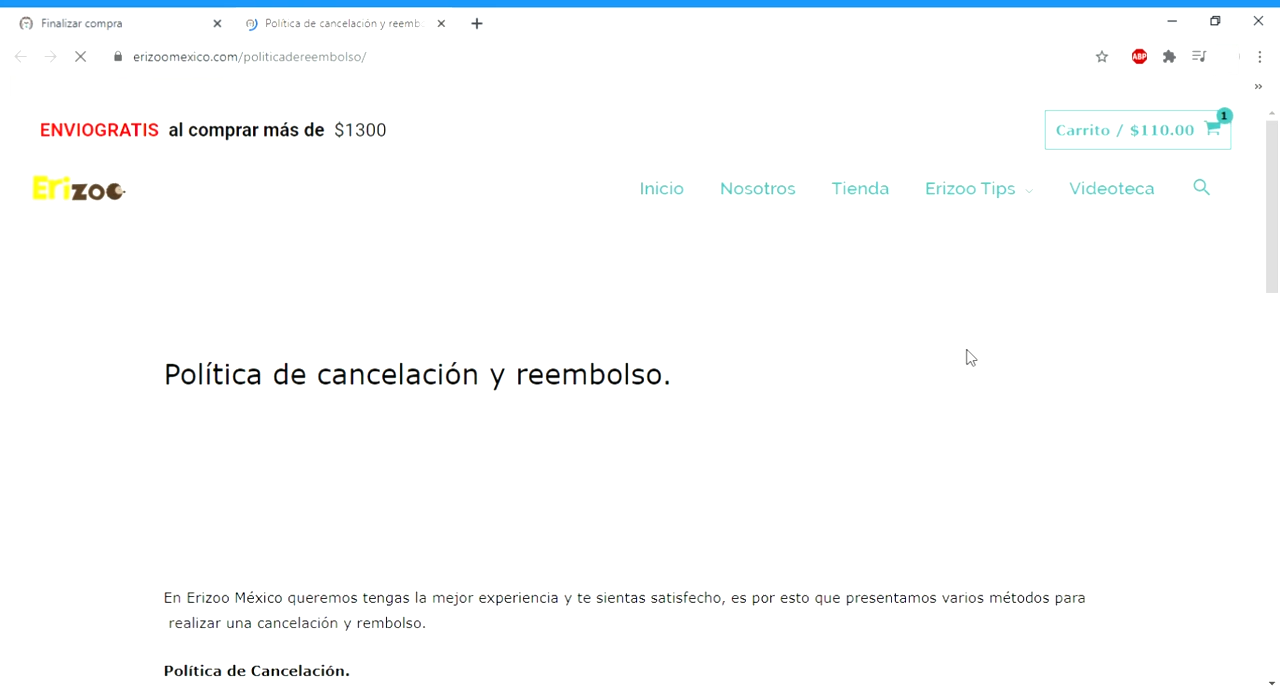 Finalizar compra
Política de cancelación y reemb
erizoomexico.com/politicadereembolso/
ABP
ENVIOGRATIS al comprar más de $1300
Carrito / $110.00
1
Erizoo
Inicio Nosotros Tienda Erizoo Tips Videoteca
Política de cancelación y reembolso.
En Erizoo México queremos tengas la mejor experiencia y te sientas satisfecho, es por esto que presentamos varios métodos para
realizar una cancelación y rembolso.
Política de Cancelación.